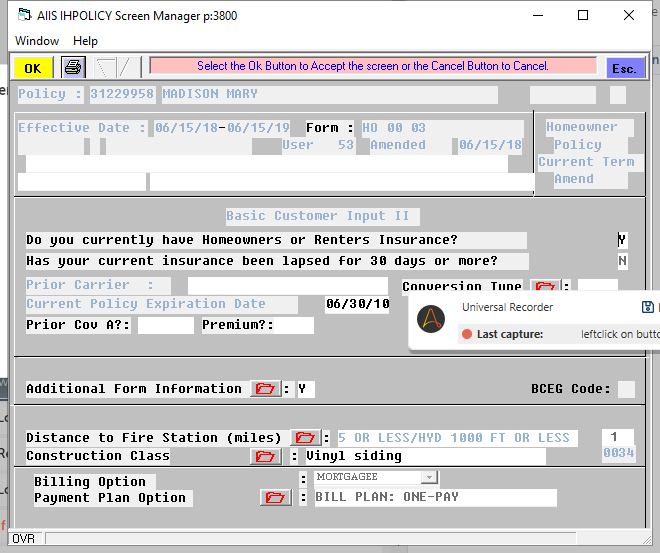 AIIS IHPOLICY Screen Manager p:3800
Window Help
OK Select the Ok Button to Accept the screen or the Cancel Button to Cancel. Esc.
Policy : 31229958 MADISON MARY
Effective Date : 06/15/18-06/15/19 Form : HO 00 03 Homeowner
User 53 Amended 06/15/18 Policy
Current Term
Amend
Basic Customer Input II
Do you currently have Homeowners or Renters Insurance? Y
Has your current insurance been lapsed for 30 days or more? N
Prior Carrier : Conversion Type :
Current Policy Expiration Date 06/30/10
Universal Recorder
Prior Cov A?: Premium?:
Last capture: leftclick on butto
Additional Form Information : Y BCEG Code:
Distance to Fire Station (miles) : 5 OR LESS/HYD 1000 FT OR LESS 1
Construction Class : Vinyl siding 0034
Billing Option : MORTGAGEE
Payment Plan Option : BILL PLAN: ONE-PAY
OVR